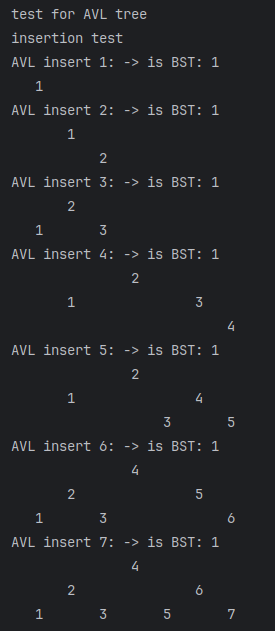 test for AVL tree
insertion test
AVL insert 1: -> is BST: 1
1
AVL insert 2: -> is BST: 1
1
2
AVL insert 3: -> is BST: 1
2
1 3
AVL insert 4: -> is BST: 1
2
1 3
4
AVL insert 5: -> is BST: 1
2
1 4
3 5
AVL insert 6: -> is BST: 1
4
2 5
1 3 6
AVL insert 7: -> is BST: 1
4
2 6
1 3 5 7